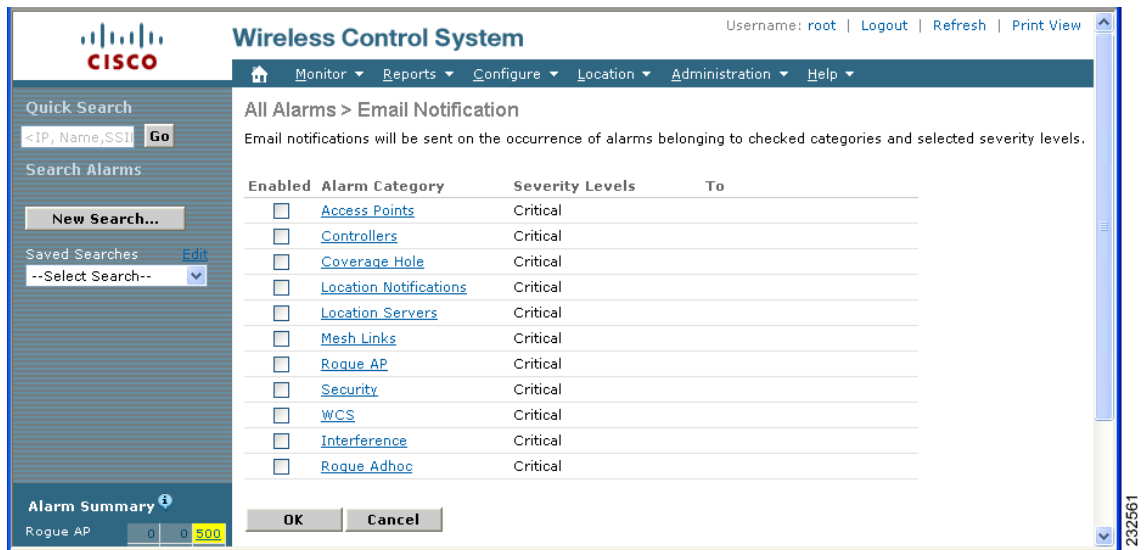 Username: root | Logout | Refresh | Print View
CISCO
Wireless Control System
Monitor Reports Configure Location Administration Help
Quick Search
<IP, Name,SSI
Go
Search Alarms
New Search...
Saved Searches Edit
--Select Search--
All Alarms > Email Notification
Email notifications will be sent on the occurrence of alarms belonging to checked categories and selected severity levels.
Enabled Alarm Category Severity Levels To
Access Points Critical
Controllers Critical
Coverage Hole Critical
Location Notifications Critical
Location Servers Critical
Mesh Links Critical
Rogue AP Critical
Security Critical
WCS Critical
Interference Critical
Rogue Adhoc Critical
OK Cancel
Alarm Summary
Rogue AP 0 0 500
232561